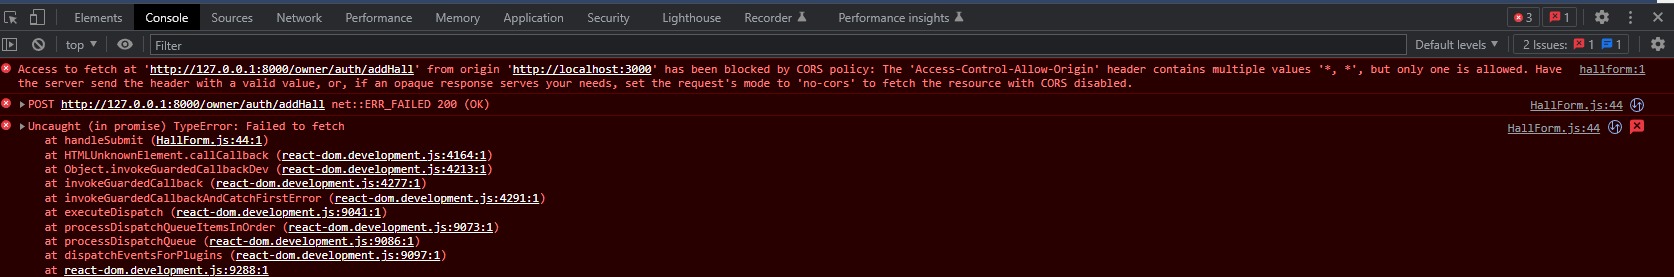 Elements Console Sources Network Performance Memory Application Security Lighthouse Recorder Performance insights 3 1
top Filter Default levels 2 Issues: 1 1
Access to fetch at 'http://127.0.0.1:8000/owner/auth/addHall' from origin 'http://localhost:3000' has been blocked by CORS policy: The 'Access-Control-Allow-Origin' header contains multiple values '*, *', but only one is allowed. Have hallform:1
the server send the header with a valid value, or, if an opaque response serves your needs, set the request's mode to 'no-cors' to fetch the resource with CORS disabled.
POST http://127.0.0.1:8000/owner/auth/addHall net::ERR_FAILED 200 (OK) HallForm.js:44
Uncaught (in promise) TypeError: Failed to fetch HallForm.js:44
at handleSubmit (HallForm.js:44:1)
at HTMLUnknownElement.callCallback (react-dom.development.js:4164:1)
at Object.invokeGuardedCallbackDev (react-dom.development.js:4213:1)
at invokeGuardedCallback (react-dom.development.js:4277:1)
at invokeGuardedCallbackAndCatchFirstError (react-dom.development.js:4291:1)
at executeDispatch (react-dom.development.js:9041:1)
at processDispatchQueueItemsInOrder (react-dom.development.js:9073:1)
at processDispatchQueue (react-dom.development.js:9086:1)
at dispatchEventsForPlugins (react-dom.development.js:9097:1)
at react-dom.development.js:9288:1